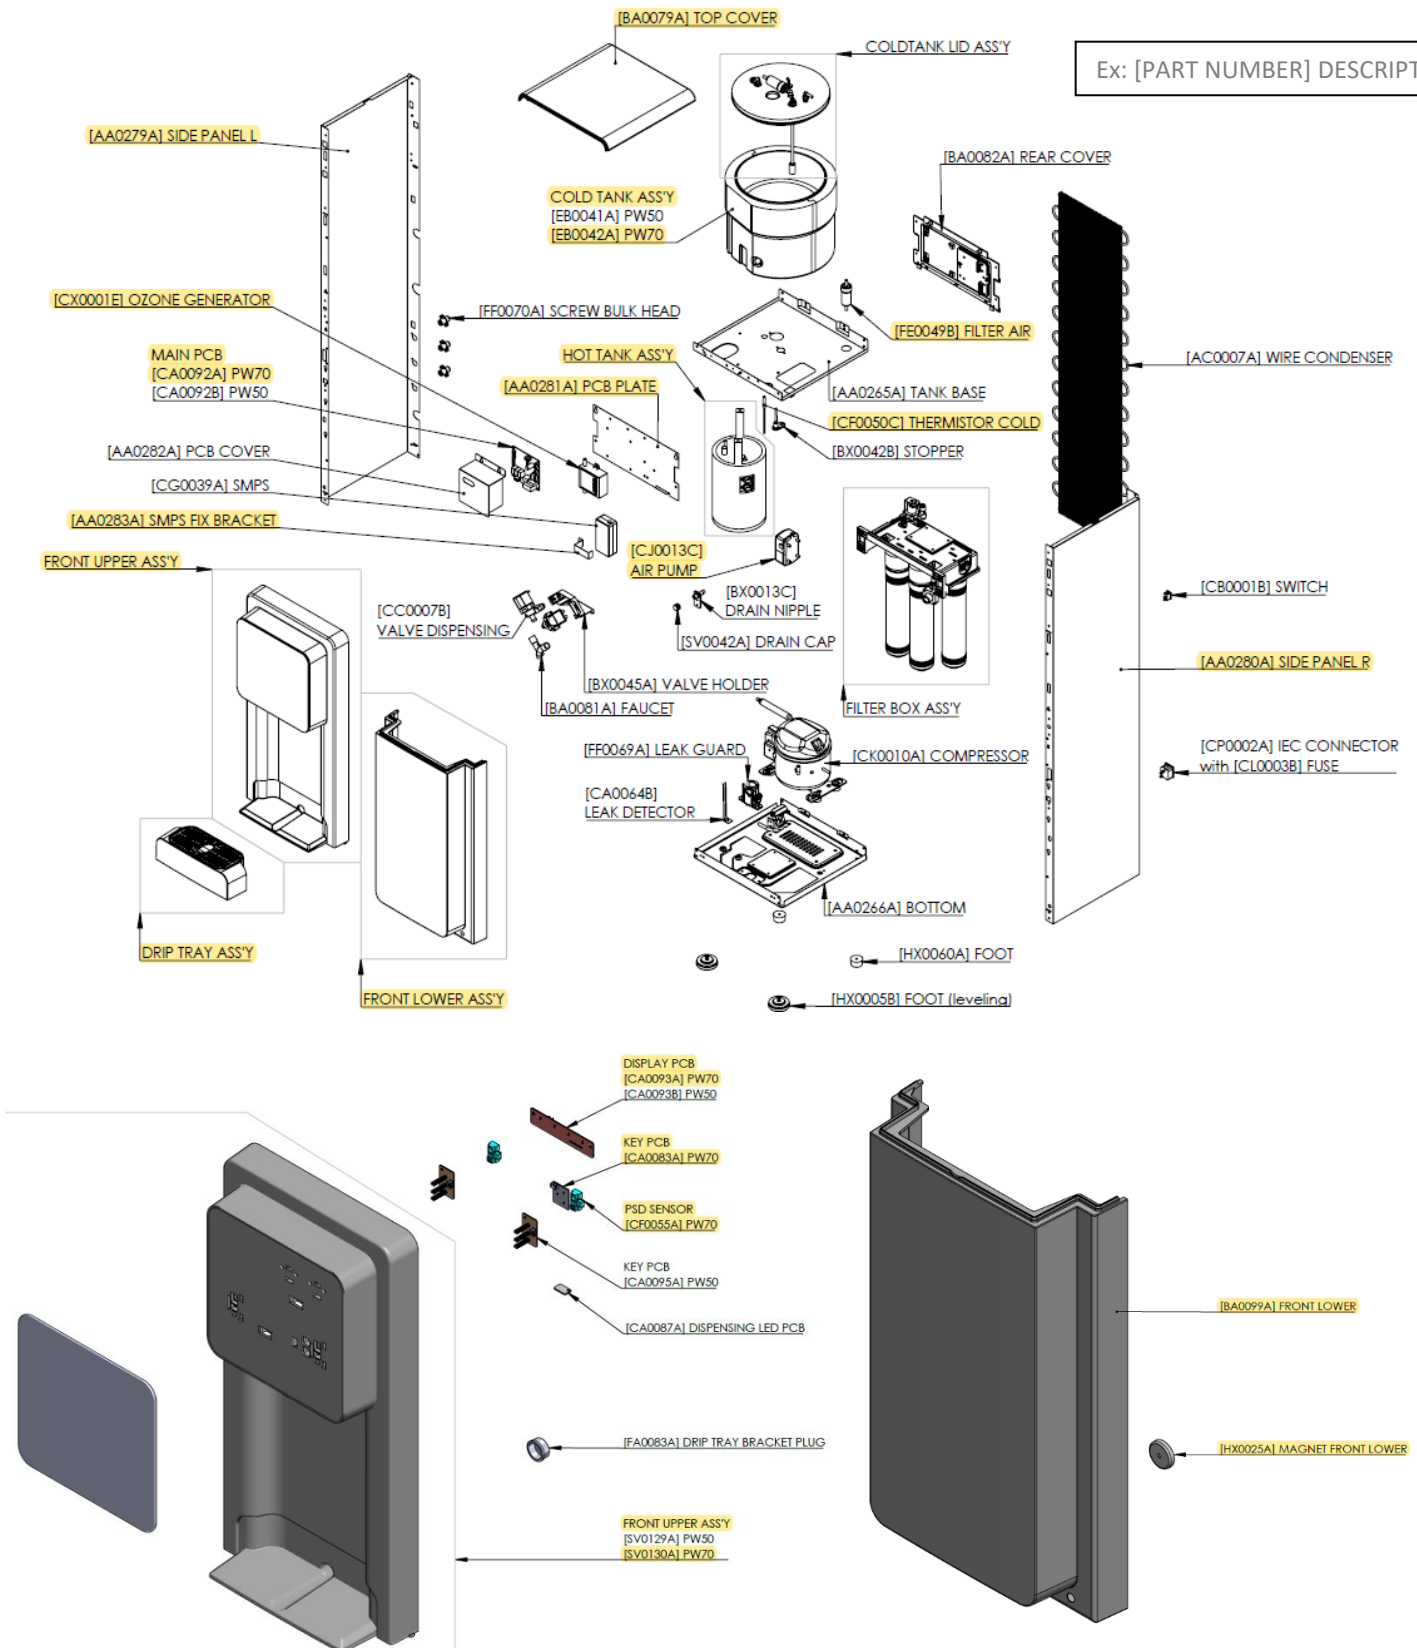 [BA0079A] TOP COVER
COLDTANK LID ASS'Y
Ex: [PART NUMBER] DESCRIPT
[AA0279A] SIDE PANEL L
[BA0082A] REAR COVER
COLD TANK ASS'Y
[EB0041A] PW50
[EB0042A] PW70
[CX0001E] OZONE GENERATOR
[FF0070A] SCREW BULK HEAD
[FE0049B] FILTER AIR
MAIN PCB
[CA0092A] PW70
[CA0092B] PW50
HOT TANK ASS'Y
[AC0007A] WIRE CONDENSER
[AA0281A] PCB PLATE
[AA0265A] TANK BASE
[CF0050C] THERMISTOR COLD
[AA0282A] PCB COVER
[BX0042B] STOPPER
[CG0039A] SMPS
[AA0283A] SMPS FIX BRACKET
FRONT UPPER ASS'Y
[CJ0013C]
AIR PUMP
[CC0007B]
VALVE DISPENSING
[BX0013C]
DRAIN NIPPLE
[CB0001B] SWITCH
[SV0042A] DRAIN CAP
[AA0280A] SIDE PANEL R
[BX0045A] VALVE HOLDER
[BA0081A] FAUCET
FILTER BOX ASS'Y
[FF0069A] LEAK GUARD
[CK0010A] COMPRESSOR
[CP0002A] IEC CONNECTOR
with [CL0003B] FUSE
[CA0064B]
LEAK DETECTOR
[AA0266A] BOTTOM
DRIP TRAY ASS'Y
[HX0060A] FOOT
FRONT LOWER ASS'Y
[HX0005B] FOOT (leveling)
DISPLAY PCB
[CA0093A] PW70
[CA0093B] PW50
KEY PCB
[CA0083A] PW70
PSD SENSOR
[CF0055A] PW70
KEY PCB
[CA0095A] PW50
[BA0099A] FRONT LOWER
[CA0087A] DISPENSING LED PCB
[FA0083A] DRIP TRAY BRACKET PLUG
[HX0025A] MAGNET FRONT LOWER
FRONT UPPER ASS'Y
[SV0129A] PW50
[SV0130A] PW70